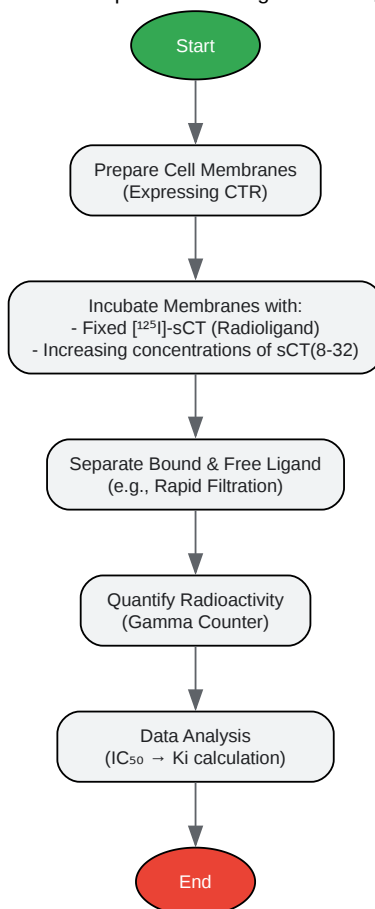 Start
Prepare Cell Membranes
(Expressing CTR)
Incubate Membranes with:
- Fixed [¹²⁵I]-sCT (Radioligand)
- Increasing concentrations of sCT(8-32)
Separate Bound & Free Ligand
(e.g., Rapid Filtration)
Quantify Radioactivity
(Gamma Counter)
Data Analysis
(IC₅₀ → Ki calculation)
End